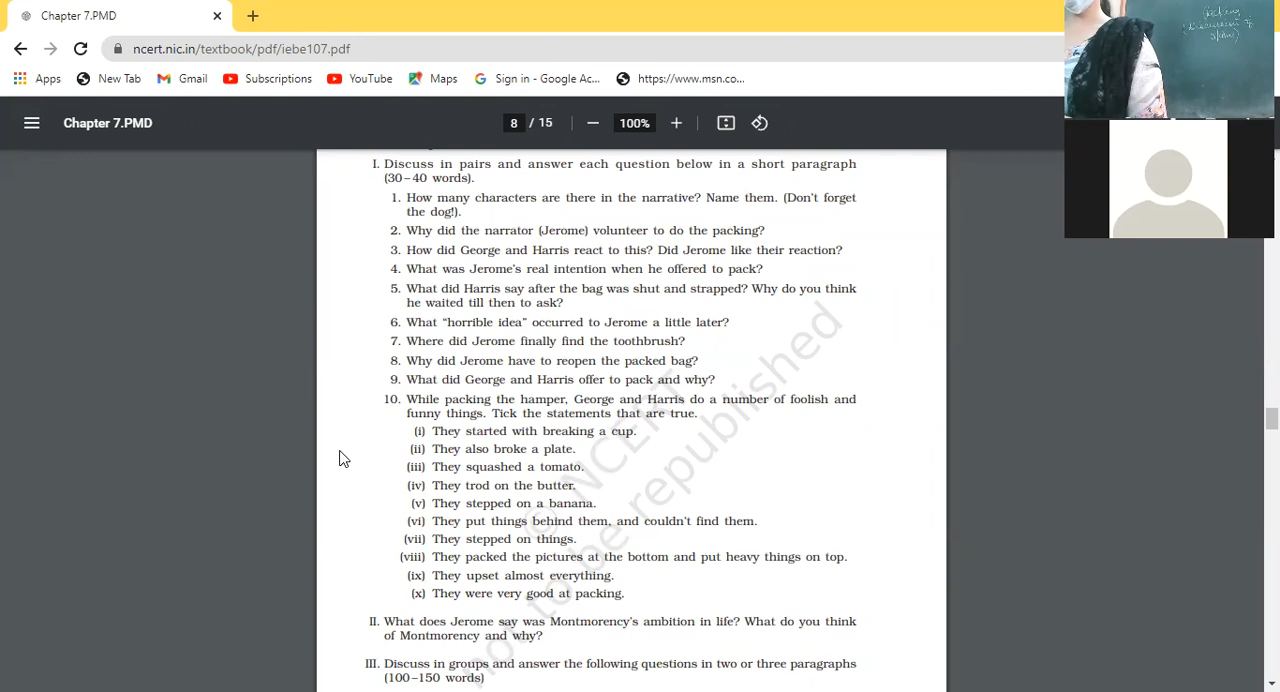 Chapter 7.PMD
ncert.nic.in/textbook/pdf/iebe107.pdf
Apps New Tab Gmail Subscriptions YouTube Maps Sign in - Google Ac... https://www.msn.co...
Chapter 7.PMD 8 / 15 100%
Packing
I. Discuss in pairs and answer each question below in a short paragraph
(30–40 words).
1. How many characters are there in the narrative? Name them. (Don't forget
the dog!).
2. Why did the narrator (Jerome) volunteer to do the packing?
3. How did George and Harris react to this? Did Jerome like their reaction?
4. What was Jerome's real intention when he offered to pack?
5. What did Harris say after the bag was shut and strapped? Why do you think
he waited till then to ask?
6. What “horrible idea” occurred to Jerome a little later?
7. Where did Jerome finally find the toothbrush?
8. Why did Jerome have to reopen the packed bag?
9. What did George and Harris offer to pack and why?
10. While packing the hamper, George and Harris do a number of foolish and
funny things. Tick the statements that are true.
(i) They started with breaking a cup.
(ii) They also broke a plate.
(iii) They squashed a tomato.
(iv) They trod on the butter.
(v) They stepped on a banana.
(vi) They put things behind them, and couldn't find them.
(vii) They stepped on things.
(viii) They packed the pictures at the bottom and put heavy things on top.
(ix) They upset almost everything.
(x) They were very good at packing.
II. What does Jerome say was Montmorency's ambition in life? What do you think
of Montmorency and why?
III. Discuss in groups and answer the following questions in two or three paragraphs
(100–150 words)
© NCERT
not to be republished